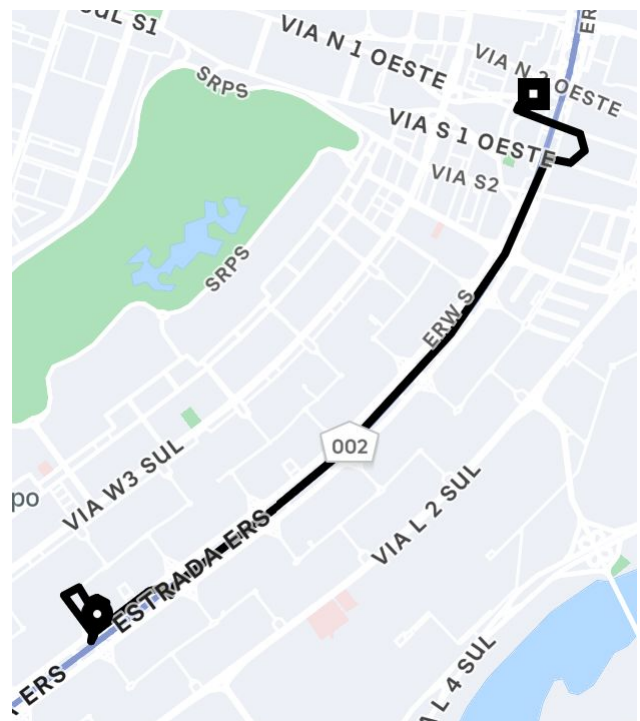 SUL S1
VIA N 1 OESTE
ER
VIA N 2 OESTE
SRPS
VIA S 1 OESTE
VIA S2
SRPS
ERW S
002
VIA W3 SUL
po
VIA L 2 SUL
ESTRADA ERS
A ERS
A L 4 SUL